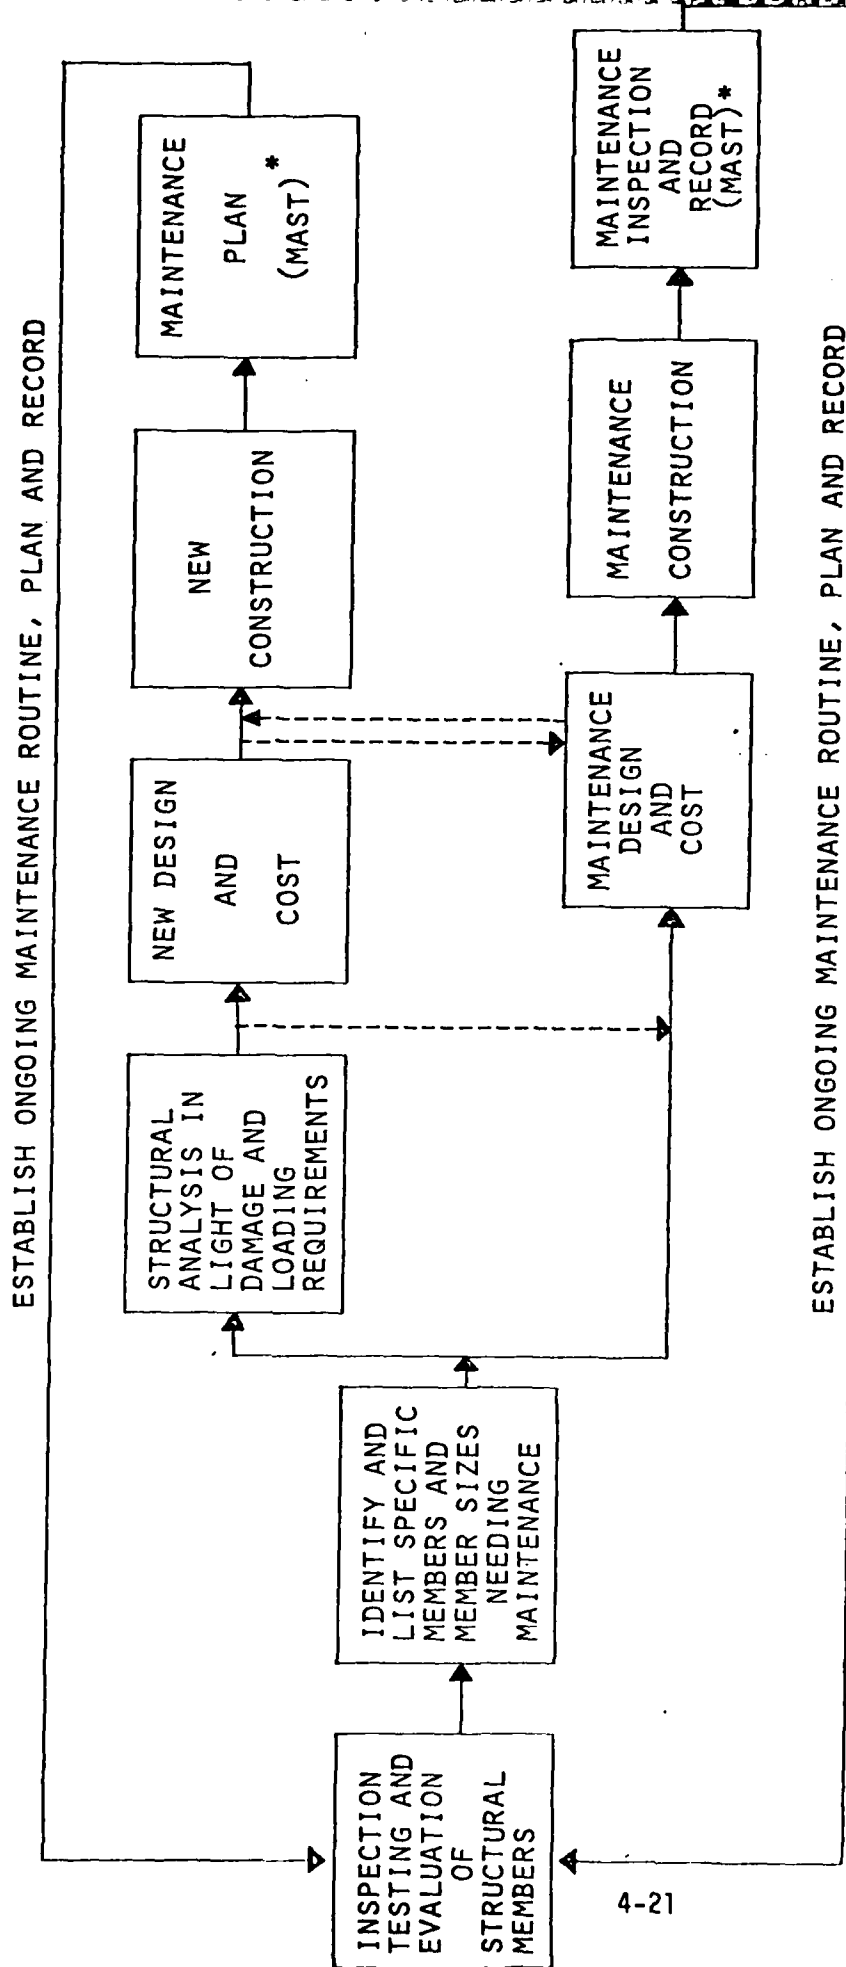 ESTABLISH ONGOING MAINTENANCE ROUTINE, PLAN AND RECORD
INSPECTION
TESTING AND
EVALUATION
OF
STRUCTURAL
MEMBERS
IDENTIFY AND
LIST SPECIFIC
MEMBERS AND
MEMBER SIZES
NEEDING
MAINTENANCE
STRUCTURAL
ANALYSIS IN
LIGHT OF
DAMAGE AND
LOADING
REQUIREMENTS
NEW DESIGN
AND
COST
NEW
CONSTRUCTION
MAINTENANCE
PLAN
(MAST)*
MAINTENANCE
DESIGN
AND
COST
MAINTENANCE
CONSTRUCTION
MAINTENANCE
INSPECTION
AND
RECORD
(MAST)*
ESTABLISH ONGOING MAINTENANCE ROUTINE, PLAN AND RECORD
4-21